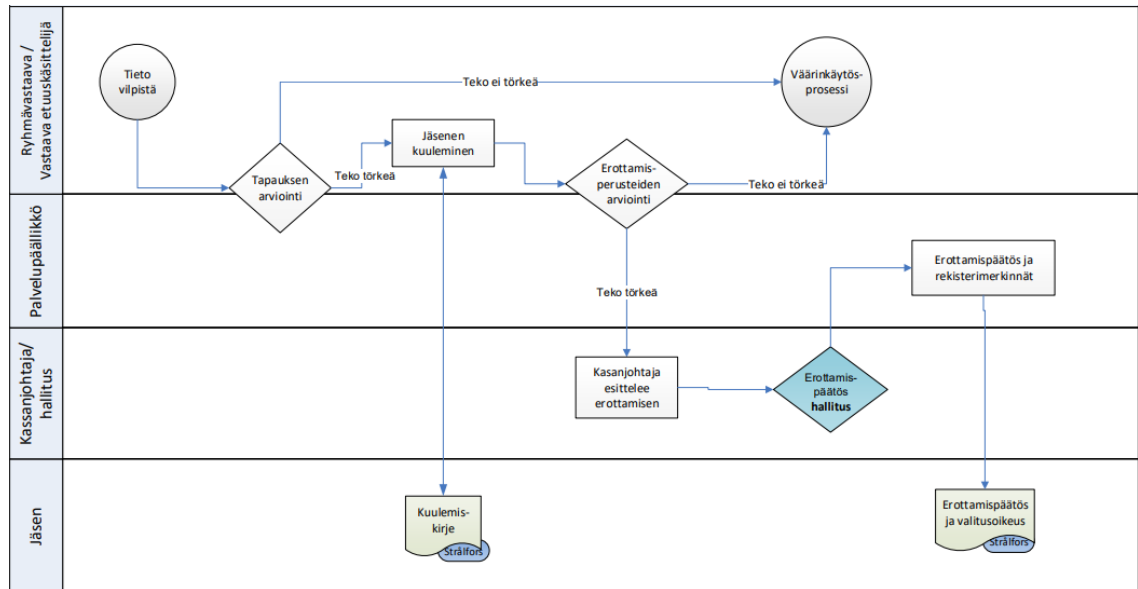 Ryhmävastaava /
Vastaava etuuskäsittelijä
Tieto
vilpistä
Teko ei törkeä
Väärinkäytös-
prosessi
Jäsenen
kuuleminen
Tapauksen
arviointi
Teko törkeä
Erottamis-
perusteiden
arviointi
Teko ei törkeä
Palvelupäällikkö
Erottamispäätös ja
rekisterimerkinnät
Teko törkeä
Kassanjohtaja/
hallitus
Kasanjohtaja
esittelee
erottamisen
Erottamis-
päätös
hallitus
Jäsen
Kuulemis-
kirje
Strålfors
Erottamispäätös
ja valitusoikeus
Strålfors